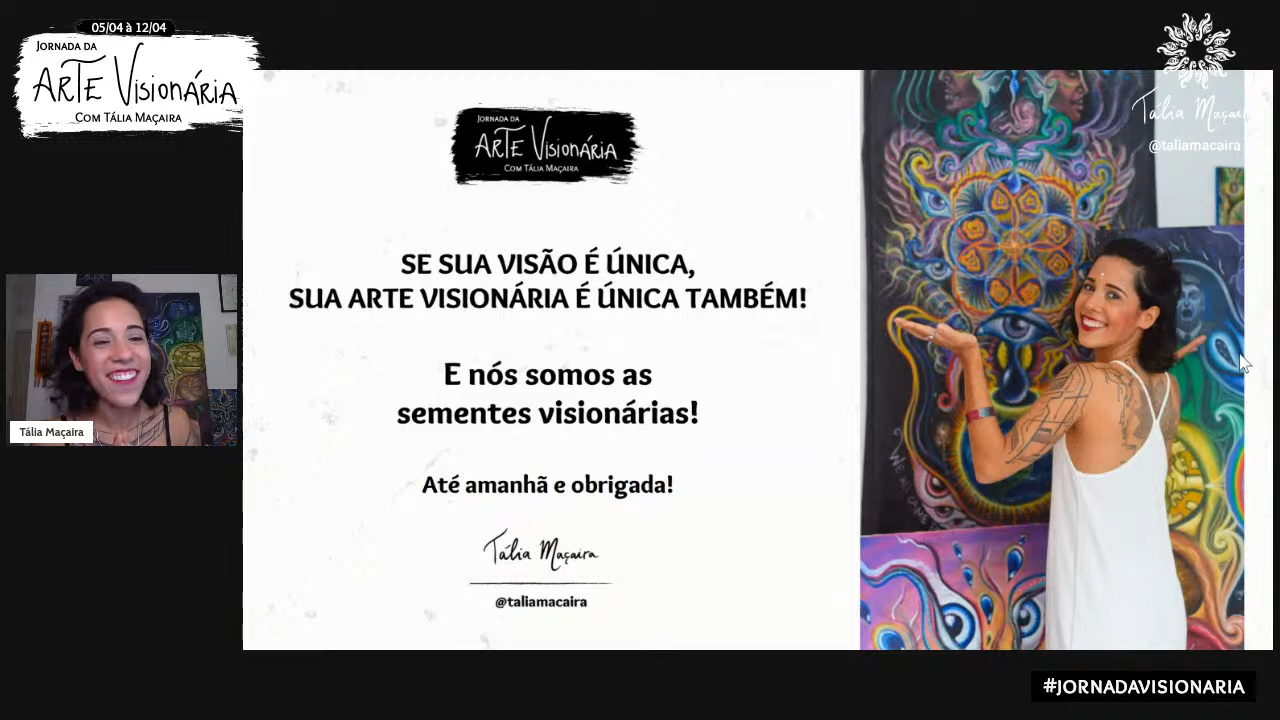 05/04 à 12/04
JORNADA DA
ARTE VISIONÁRIA
COM TÁLIA MAÇAIRA
Tália Maçaira
@taliamacaira
JORNADA DA
ARTE VISIONÁRIA
COM TÁLIA MAÇAIRA
SE SUA VISÃO É ÚNICA,
SUA ARTE VISIONÁRIA É ÚNICA TAMBÉM!
E nós somos as
sementes visionárias!
Até amanhã e obrigada!
Tália Maçaira
@taliamacaira
Tália Maçaira
#JORNADAVISIONARIA